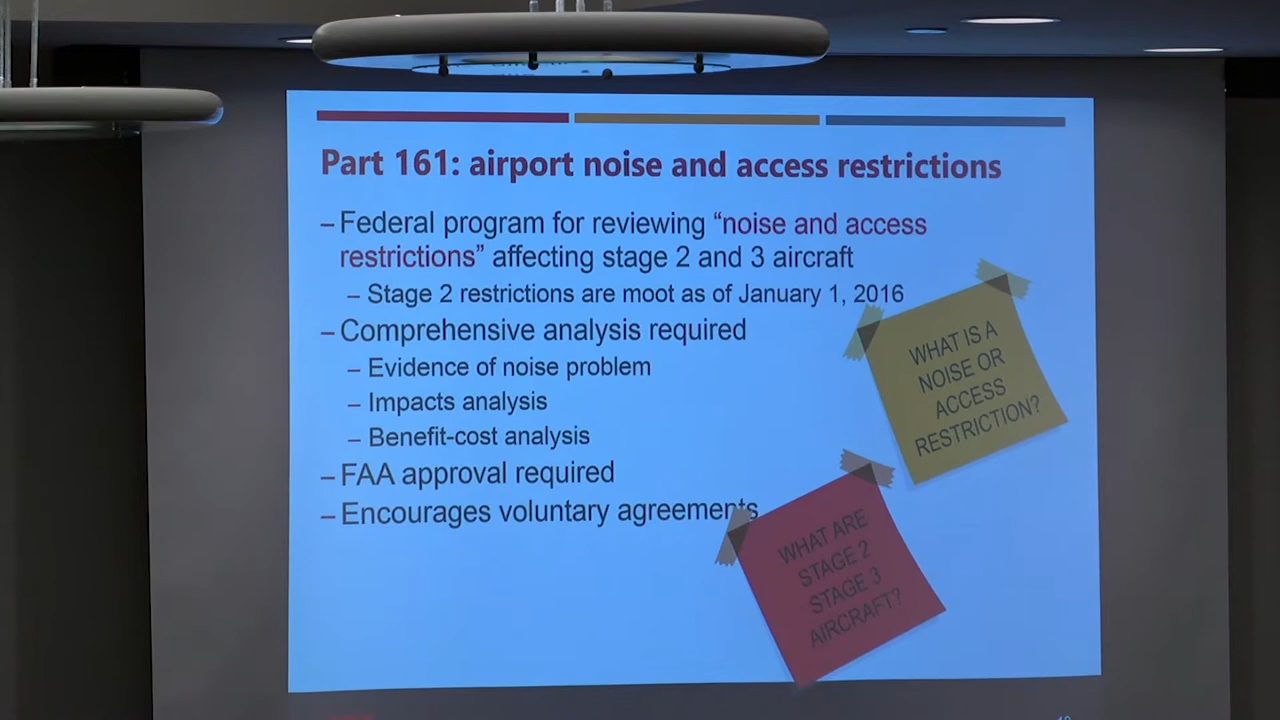 Part 161: airport noise and access restrictions
– Federal program for reviewing “noise and access
restrictions” affecting stage 2 and 3 aircraft
– Stage 2 restrictions are moot as of January 1, 2016
– Comprehensive analysis required
– Evidence of noise problem
– Impacts analysis
– Benefit-cost analysis
– FAA approval required
– Encourages voluntary agreements
WHAT IS A
NOISE OR
ACCESS
RESTRICTION?
WHAT ARE
STAGE 2
STAGE 3
AIRCRAFT?